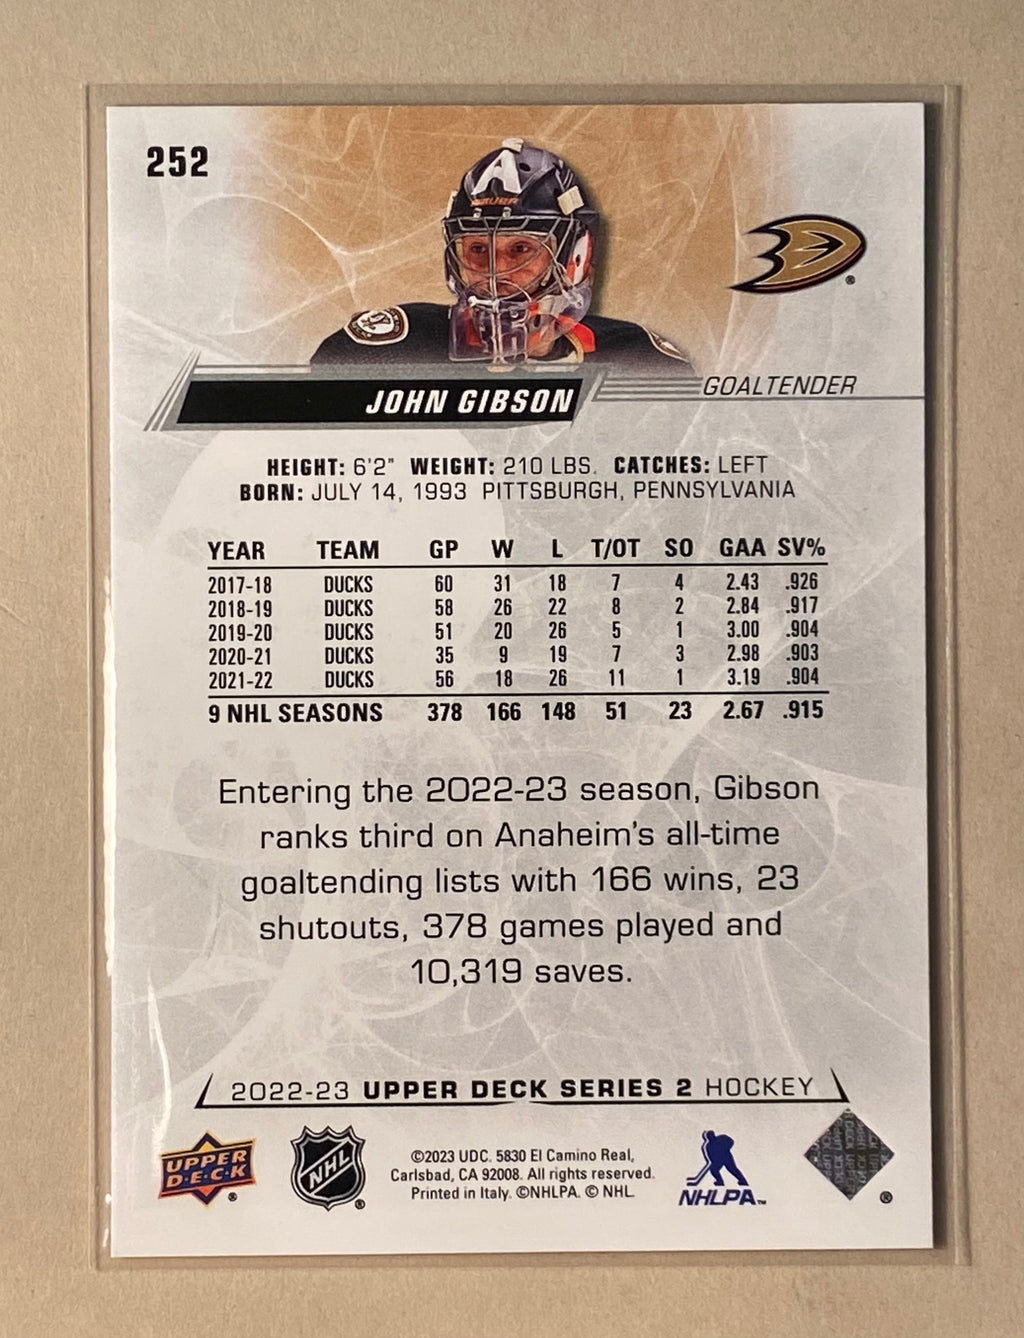 252
A
BAUER
JOHN GIBSON
GOALTENDER
HEIGHT: 6'2" WEIGHT: 210 LBS. CATCHES: LEFT
BORN: JULY 14, 1993 PITTSBURGH, PENNSYLVANIA
YEAR TEAM GP W L T/OT SO GAA SV%
2017-18 DUCKS 60 31 18 7 4 2.43 .926
2018-19 DUCKS 58 26 22 8 2 2.84 .917
2019-20 DUCKS 51 20 26 5 1 3.00 .904
2020-21 DUCKS 35 9 19 7 3 2.98 .903
2021-22 DUCKS 56 18 26 11 1 3.19 .904
9 NHL SEASONS 378 166 148 51 23 2.67 .915
Entering the 2022-23 season, Gibson
ranks third on Anaheim's all-time
goaltending lists with 166 wins, 23
shutouts, 378 games played and
10,319 saves.
2022-23 UPPER DECK SERIES 2 HOCKEY
UPPER
D·E·C·K
®
NHL
®
©2023 UDC. 5830 El Camino Real,
Carlsbad, CA 92008. All rights reserved.
Printed in Italy. ©NHLPA. © NHL.
NHLPA™
®